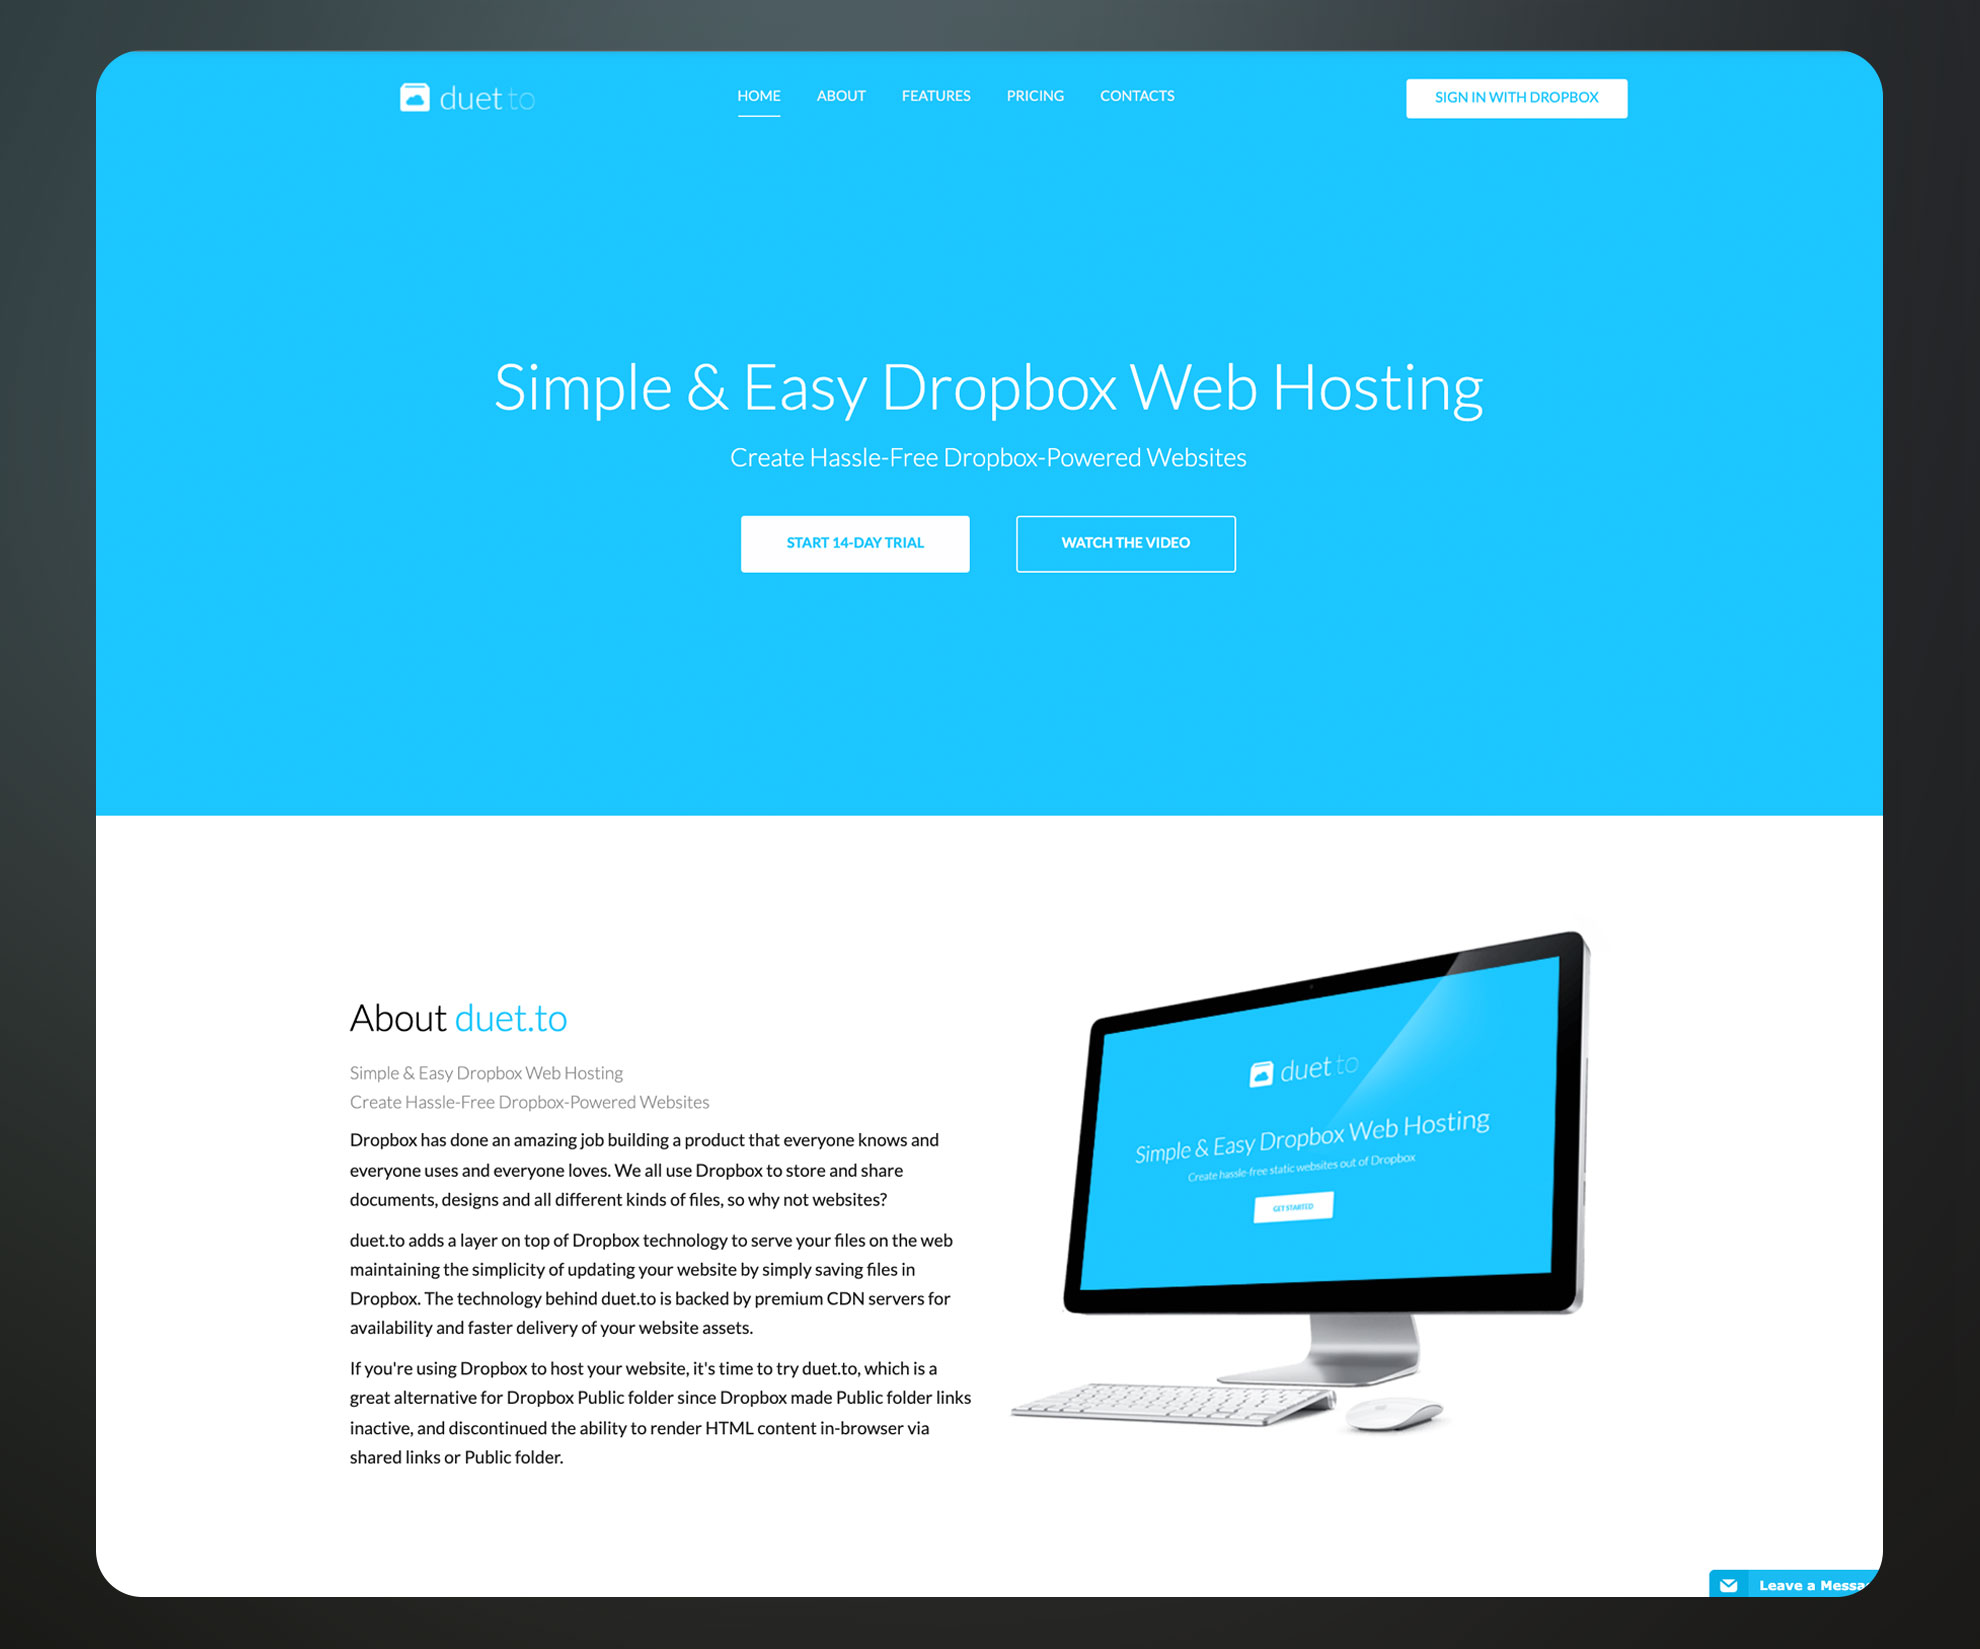 duet to
HOME ABOUT FEATURES PRICING CONTACTS
SIGN IN WITH DROPBOX
Simple & Easy Dropbox Web Hosting
Create Hassle-Free Dropbox-Powered Websites
START 14-DAY TRIAL
WATCH THE VIDEO
About duet.to
Simple & Easy Dropbox Web Hosting
Create Hassle-Free Dropbox-Powered Websites
Dropbox has done an amazing job building a product that everyone knows and
everyone uses and everyone loves. We all use Dropbox to store and share
documents, designs and all different kinds of files, so why not websites?
duet.to adds a layer on top of Dropbox technology to serve your files on the web
maintaining the simplicity of updating your website by simply saving files in
Dropbox. The technology behind duet.to is backed by premium CDN servers for
availability and faster delivery of your website assets.
If you're using Dropbox to host your website, it's time to try duet.to, which is a
great alternative for Dropbox Public folder since Dropbox made Public folder links
inactive, and discontinued the ability to render HTML content in-browser via
shared links or Public folder.
duet to
Simple & Easy Dropbox Web Hosting
Create hassle-free static websites out of Dropbox
GET STARTED
Leave a